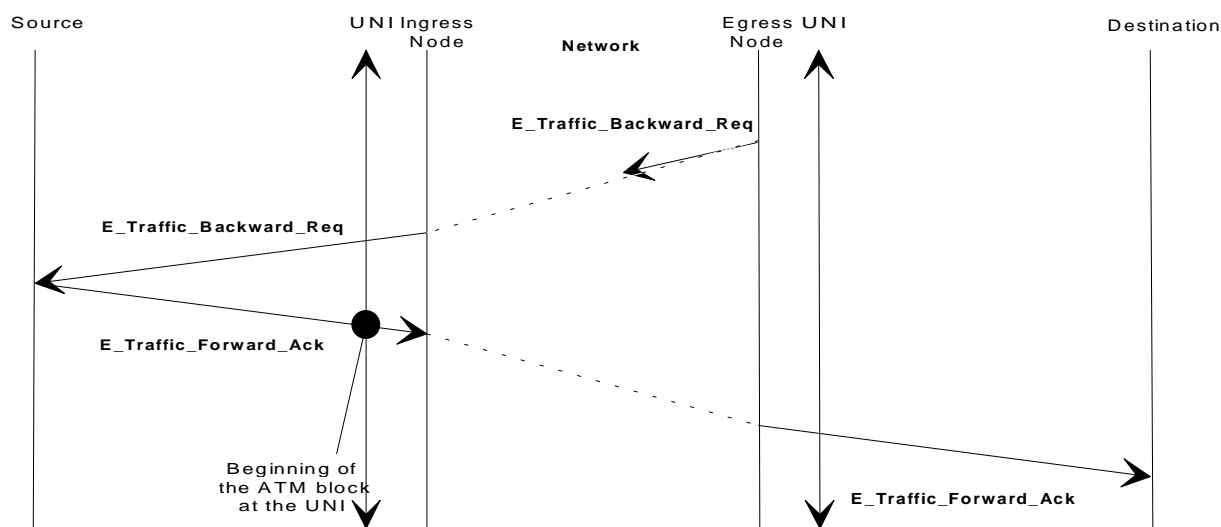 Source
UNI Ingress
Node
Network
Egress UNI
Node
Destination
E_Traffic_Backward_Req
E_Traffic_Backward_Req
E_Traffic_Forward_Ack
Beginning of
the ATM block
at the UNI
E_Traffic_Forward_Ack